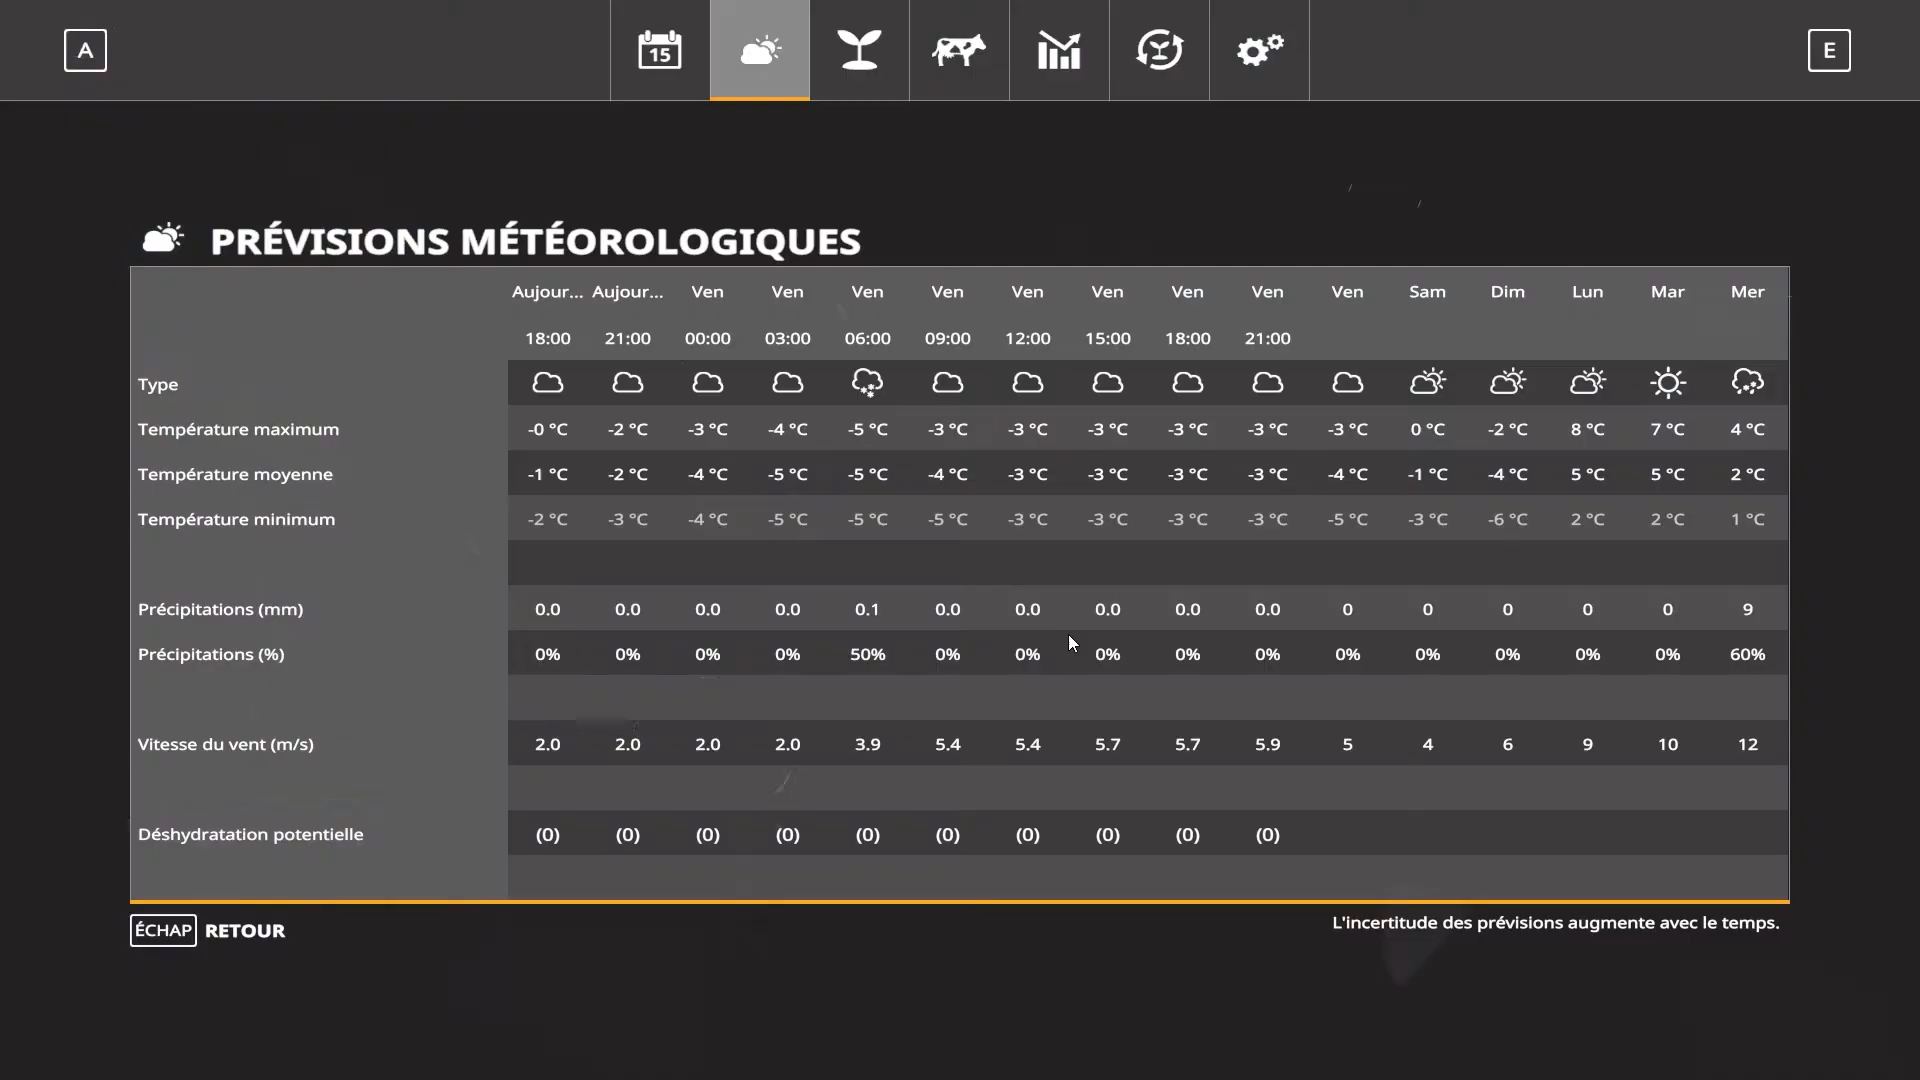 A
15
E
PRÉVISIONS MÉTÉOROLOGIQUES
Aujour... Aujour... Ven Ven Ven Ven Ven Ven Ven Ven Ven Sam Dim Lun Mar Mer
18:00 21:00 00:00 03:00 06:00 09:00 12:00 15:00 18:00 21:00
Type
Température maximum -0 °C -2 °C -3 °C -4 °C -5 °C -3 °C -3 °C -3 °C -3 °C -3 °C -3 °C 0 °C -2 °C 8 °C 7 °C 4 °C
Température moyenne -1 °C -2 °C -4 °C -5 °C -5 °C -4 °C -3 °C -3 °C -3 °C -3 °C -4 °C -1 °C -4 °C 5 °C 5 °C 2 °C
Température minimum -2 °C -3 °C -4 °C -5 °C -5 °C -5 °C -3 °C -3 °C -3 °C -3 °C -5 °C -3 °C -6 °C 2 °C 2 °C 1 °C
Précipitations (mm) 0.0 0.0 0.0 0.0 0.1 0.0 0.0 0.0 0.0 0.0 0 0 0 0 0 9
Précipitations (%) 0% 0% 0% 0% 50% 0% 0% 0% 0% 0% 0% 0% 0% 0% 0% 60%
Vitesse du vent (m/s) 2.0 2.0 2.0 2.0 3.9 5.4 5.4 5.7 5.7 5.9 5 4 6 9 10 12
Déshydratation potentielle (0) (0) (0) (0) (0) (0) (0) (0) (0) (0)
ÉCHAP RETOUR
L'incertitude des prévisions augmente avec le temps.